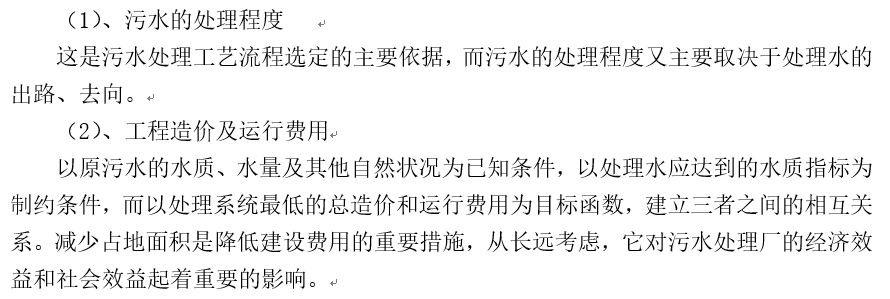 （1）、污水的处理程度
这是污水处理工艺流程选定的主要依据，而污水的处理程度又主要取决于处理水的
出路、去向。
（2）、工程造价及运行费用
以原污水的水质、水量及其他自然状况为已知条件，以处理水应达到的水质指标为
制约条件，而以处理系统最低的总造价和运行费用为目标函数，建立三者之间的相互关
系。减少占地面积是降低建设费用的重要措施，从长远考虑，它对污水处理厂的经济效
益和社会效益起着重要的影响。